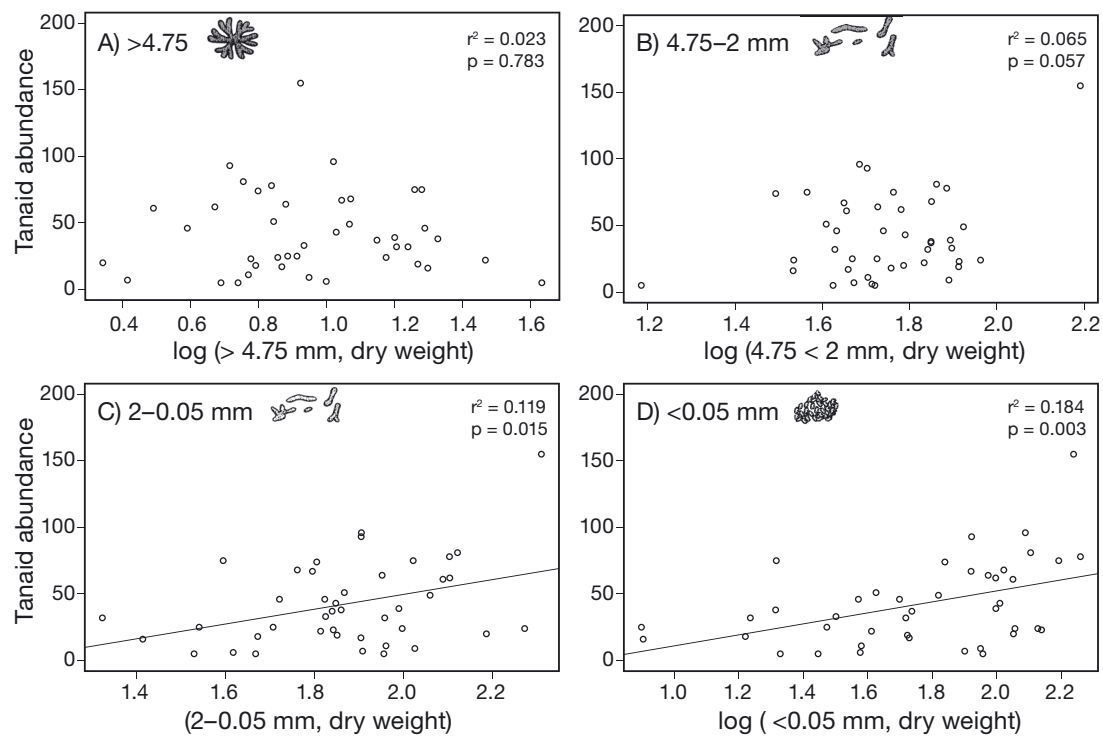 A) >4.75
r² = 0.023
p = 0.783
Tanaid abundance
200
150
100
50
0
0.4 0.6 0.8 1.0 1.2 1.4 1.6
log (> 4.75 mm, dry weight)
B) 4.75–2 mm
r² = 0.065
p = 0.057
200
150
100
50
0
1.2 1.4 1.6 1.8 2.0 2.2
log (4.75 < 2 mm, dry weight)
C) 2–0.05 mm
r² = 0.119
p = 0.015
Tanaid abundance
200
150
100
50
0
1.4 1.6 1.8 2.0 2.2
(2–0.05 mm, dry weight)
D) <0.05 mm
r² = 0.184
p = 0.003
200
150
100
50
0
1.0 1.2 1.4 1.6 1.8 2.0 2.2
log ( <0.05 mm, dry weight)